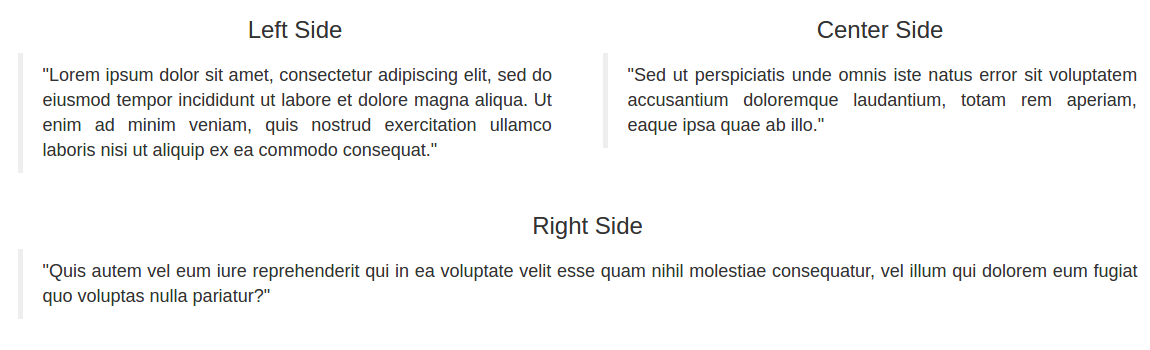 Left Side
"Lorem ipsum dolor sit amet, consectetur adipiscing elit, sed do
eiusmod tempor incididunt ut labore et dolore magna aliqua. Ut
enim ad minim veniam, quis nostrud exercitation ullamco
laboris nisi ut aliquip ex ea commodo consequat."
Center Side
"Sed ut perspiciatis unde omnis iste natus error sit voluptatem
accusantium doloremque laudantium, totam rem aperiam,
eaque ipsa quae ab illo."
Right Side
"Quis autem vel eum iure reprehenderit qui in ea voluptate velit esse quam nihil molestiae consequatur, vel illum qui dolorem eum fugiat
quo voluptas nulla pariatur?"